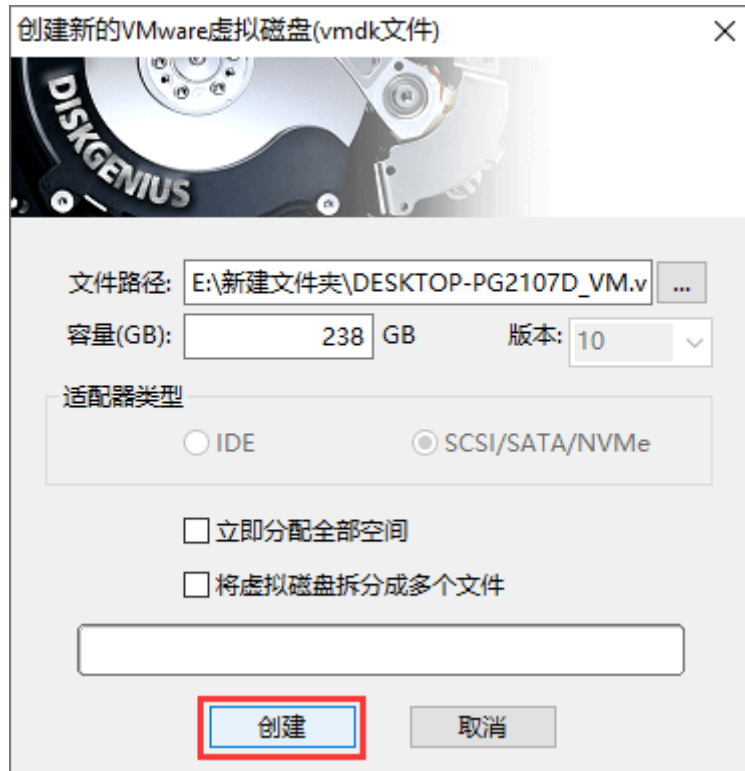 创建新的VMware虚拟磁盘(vmdk文件)
DISKGENIUS
文件路径: E:\新建文件夹\DESKTOP-PG2107D_VM.v ...
容量(GB): 238 GB 版本: 10
适配器类型
IDE SCSI/SATA/NVMe
立即分配全部空间
将虚拟磁盘拆分成多个文件
创建 取消